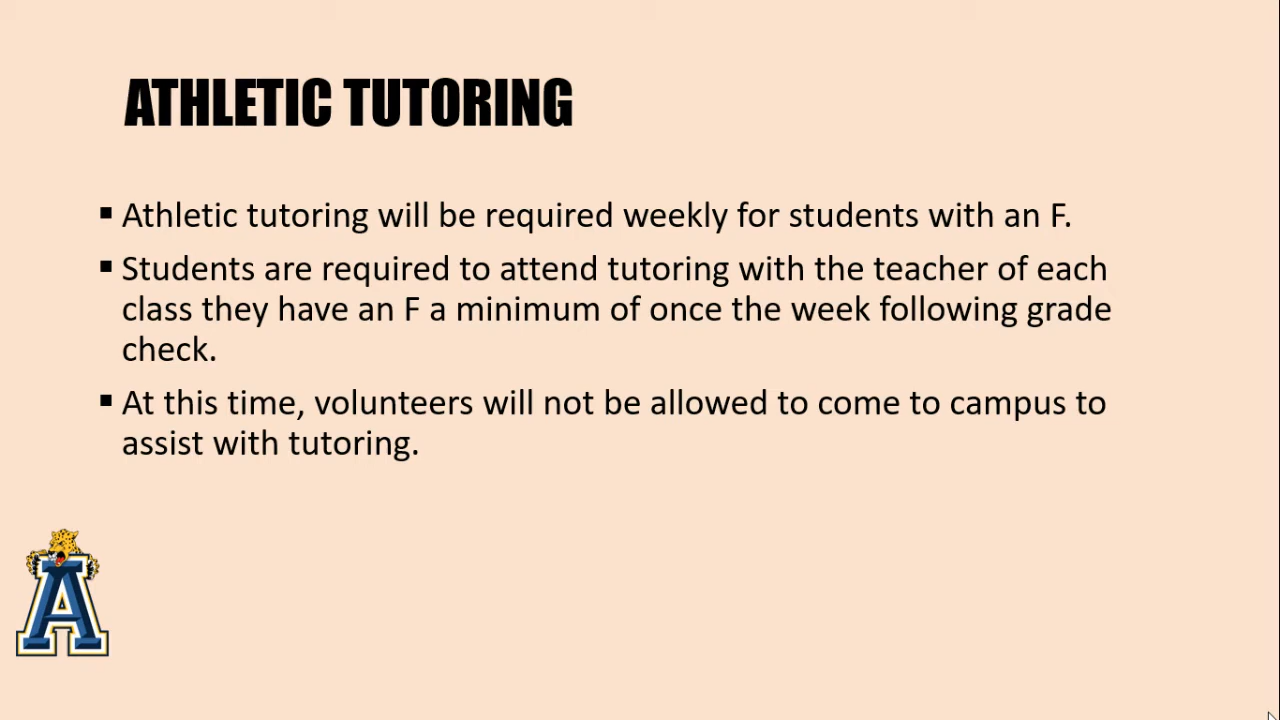 ATHLETIC TUTORING
▪ Athletic tutoring will be required weekly for students with an F.
▪ Students are required to attend tutoring with the teacher of each
class they have an F a minimum of once the week following grade
check.
▪ At this time, volunteers will not be allowed to come to campus to
assist with tutoring.
A